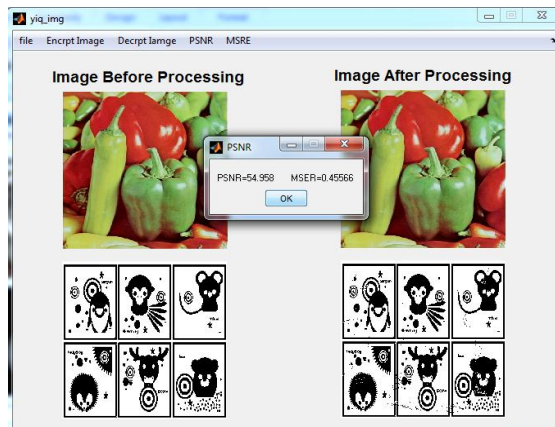 yiq_img
file Encrpt Image Decrpt Iamge PSNR MSRE
Image Before Processing
Image After Processing
PSNR
PSNR=54.958 MSER=0.45566
OK